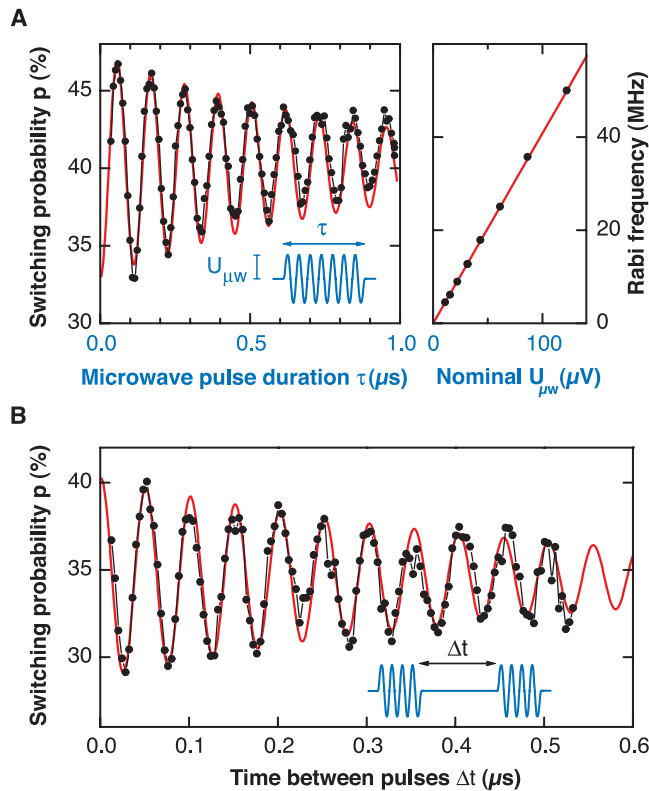 A
Switching probability p (%)
45
40
35
30
τ
U_μw
0.0
0.5
1.0
Microwave pulse duration τ (μs)
Rabi frequency (MHz)
40
20
0
0
100
Nominal U_μw (μV)
B
Switching probability p (%)
40
35
30
Δt
0.0
0.1
0.2
0.3
0.4
0.5
0.6
Time between pulses Δt (μs)